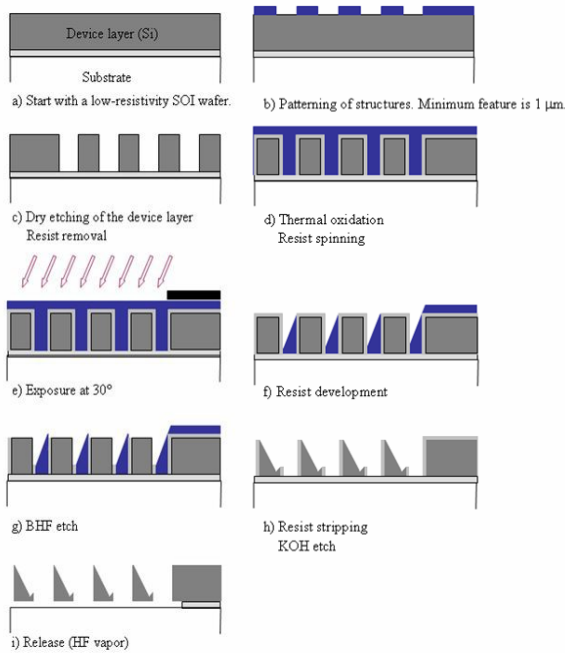 Device layer (Si)
Substrate
a) Start with a low-resistivity SOI wafer.
b) Patterning of structures. Minimum feature is 1 μm.
c) Dry etching of the device layer
Resist removal
d) Thermal oxidation
Resist spinning
e) Exposure at 30°
f) Resist development
g) BHF etch
h) Resist stripping
KOH etch
i) Release (HF vapor)